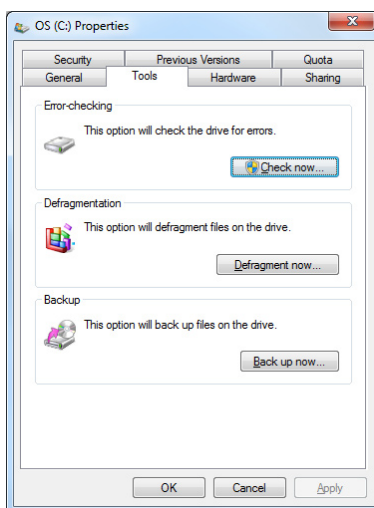 OS (C:) Properties
Security Previous Versions Quota
General Tools Hardware Sharing
Error-checking
This option will check the drive for errors.
Check now...
Defragmentation
This option will defragment files on the drive.
Defragment now...
Backup
This option will back up files on the drive.
Back up now...
OK Cancel Apply